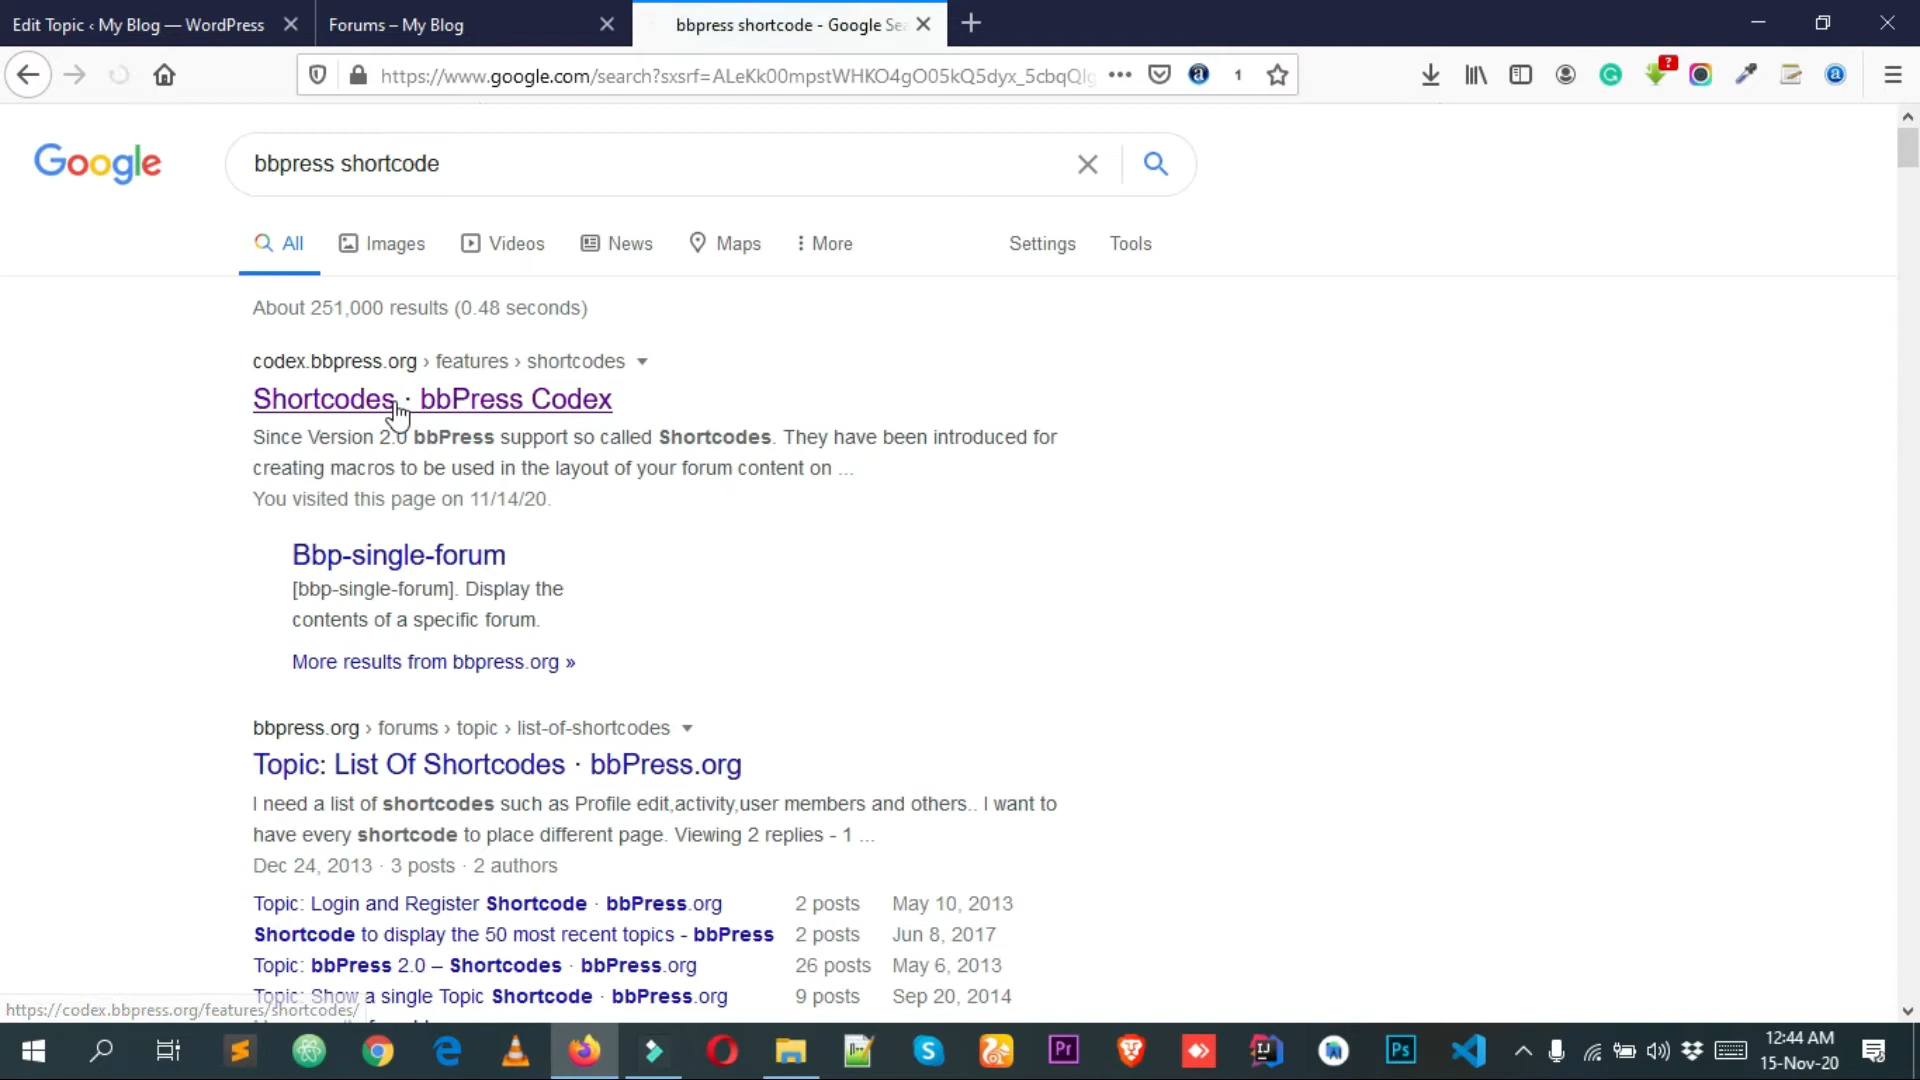 Edit Topic ‹ My Blog — WordPress
Forums – My Blog
bbpress shortcode - Google Sea
https://www.google.com/search?sxsrf=ALeKk00mpstWHKO4gO05kQ5dyx_5cbqQlg
1
?
Google
bbpress shortcode
All
Images
Videos
News
Maps
More
Settings
Tools
About 251,000 results (0.48 seconds)
codex.bbpress.org › features › shortcodes
Shortcodes · bbPress Codex
Since Version 2.0 bbPress support so called Shortcodes. They have been introduced for
creating macros to be used in the layout of your forum content on ...
You visited this page on 11/14/20.
Bbp-single-forum
[bbp-single-forum]. Display the
contents of a specific forum.
More results from bbpress.org »
bbpress.org › forums › topic › list-of-shortcodes
Topic: List Of Shortcodes · bbPress.org
I need a list of shortcodes such as Profile edit,activity,user members and others.. I want to
have every shortcode to place different page. Viewing 2 replies - 1 ...
Dec 24, 2013 · 3 posts · 2 authors
Topic: Login and Register Shortcode · bbPress.org 2 posts May 10, 2013
Shortcode to display the 50 most recent topics - bbPress 2 posts Jun 8, 2017
Topic: bbPress 2.0 – Shortcodes · bbPress.org 26 posts May 6, 2013
Topic: Show a single Topic Shortcode · bbPress.org 9 posts Sep 20, 2014
https://codex.bbpress.org/features/shortcodes/
Pr
Ps
12:44 AM
15-Nov-20